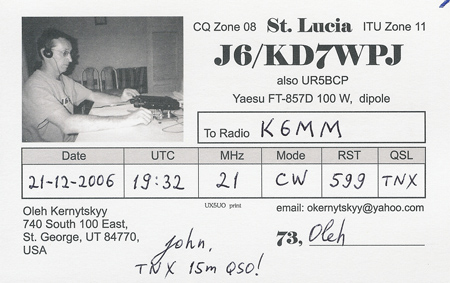 CQ Zone 08 St. Lucia ITU Zone 11
J6/KD7WPJ
also UR5BCP
Yaesu FT-857D 100 W, dipole
To Radio K6MM
Date UTC MHz Mode RST QSL
21-12-2006 19:32 21 CW 599 TNX
UX5UO print
Oleh Kernytskyy
740 South 100 East,
St. George, UT 84770,
USA
email: okernytskyy@yahoo.com
73, Oleh
John,
TNX 15m QSO!